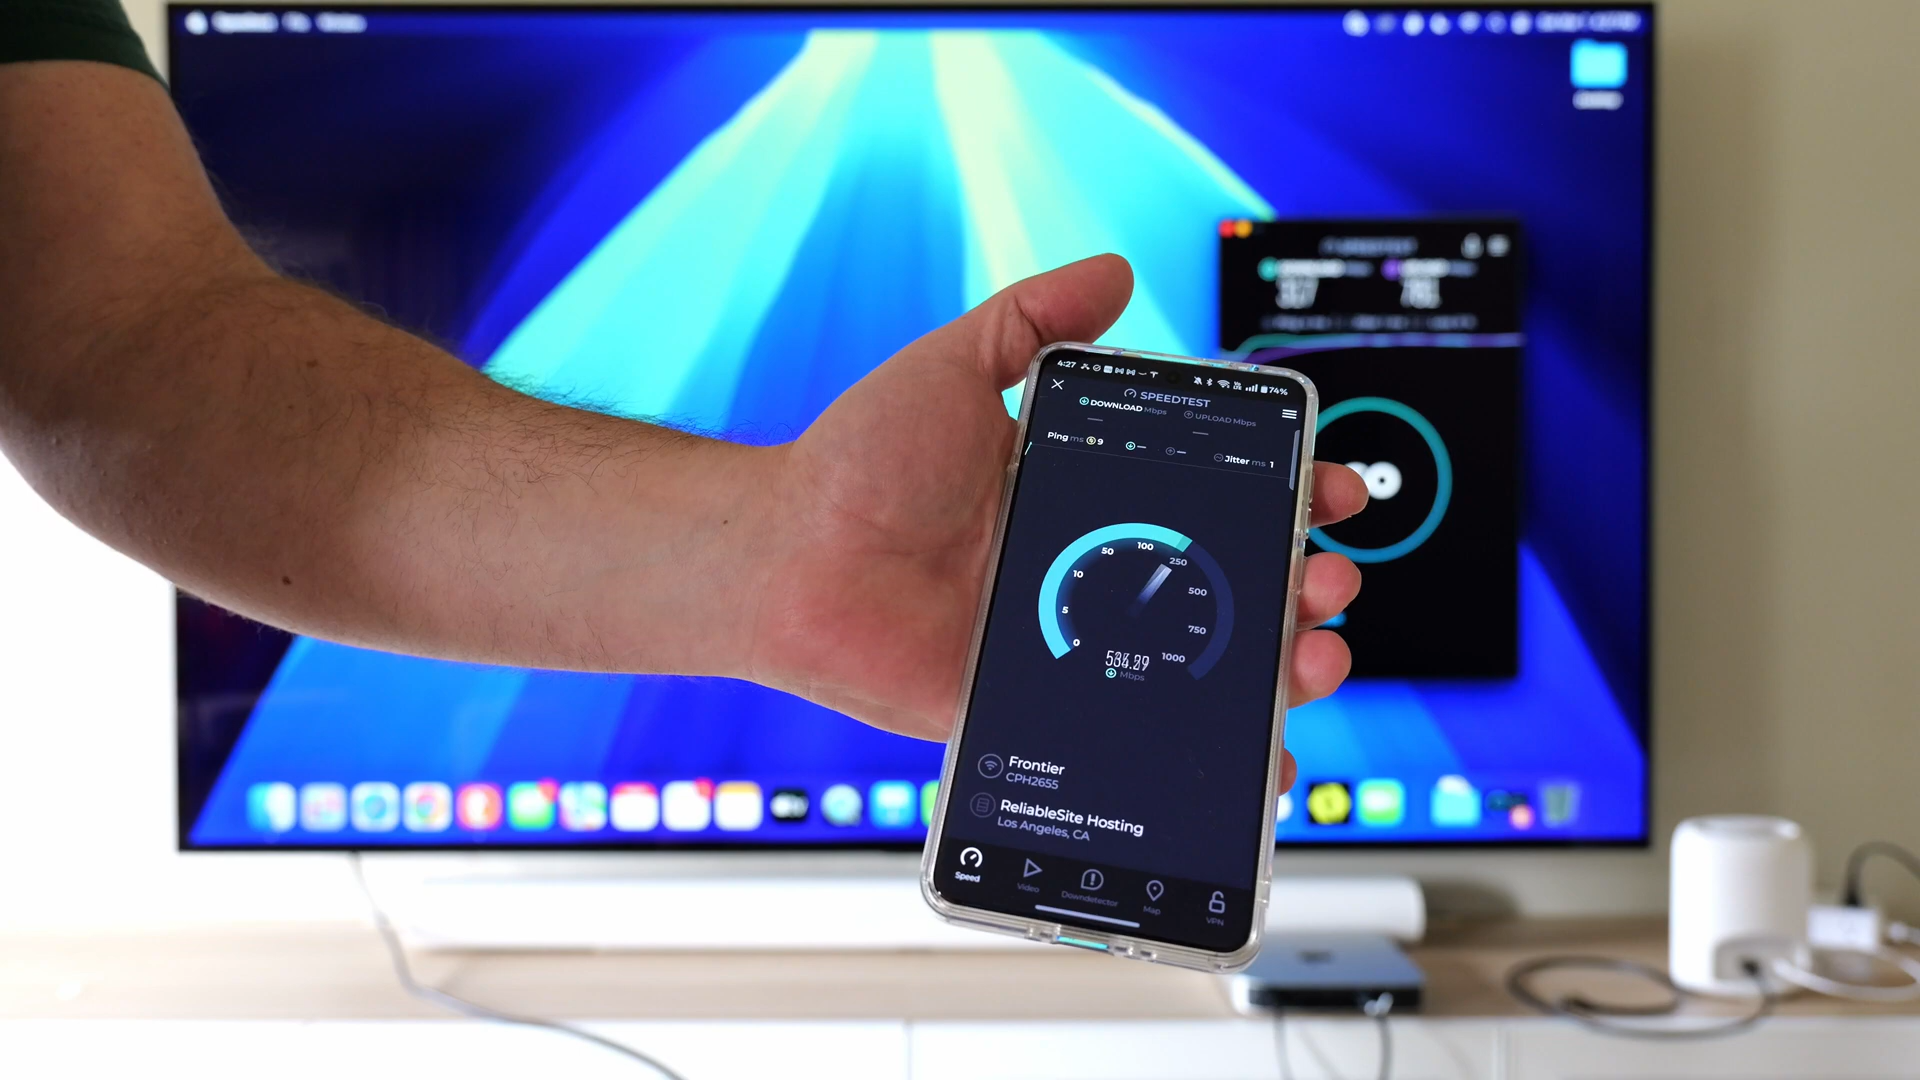 4:27
74%
SPEEDTEST
DOWNLOAD Mbps
UPLOAD Mbps
Ping ms 9
Jitter ms 1
0
5
10
50
100
250
500
750
1000
Mbps
Frontier
CPH2655
ReliableSite Hosting
Los Angeles, CA
Speed
Video
Downdetector
Map
VPN
SPEEDTEST